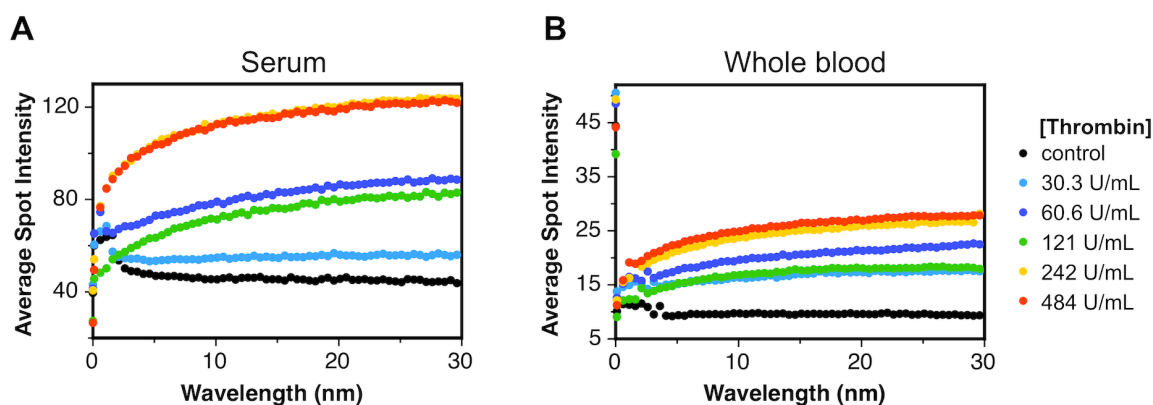 A
Serum
Average Spot Intensity
120
80
40
0
10
20
30
Wavelength (nm)
B
Whole blood
Average Spot Intensity
45
35
25
15
5
0
10
20
30
Wavelength (nm)
[Thrombin]
control
30.3 U/mL
60.6 U/mL
121 U/mL
242 U/mL
484 U/mL